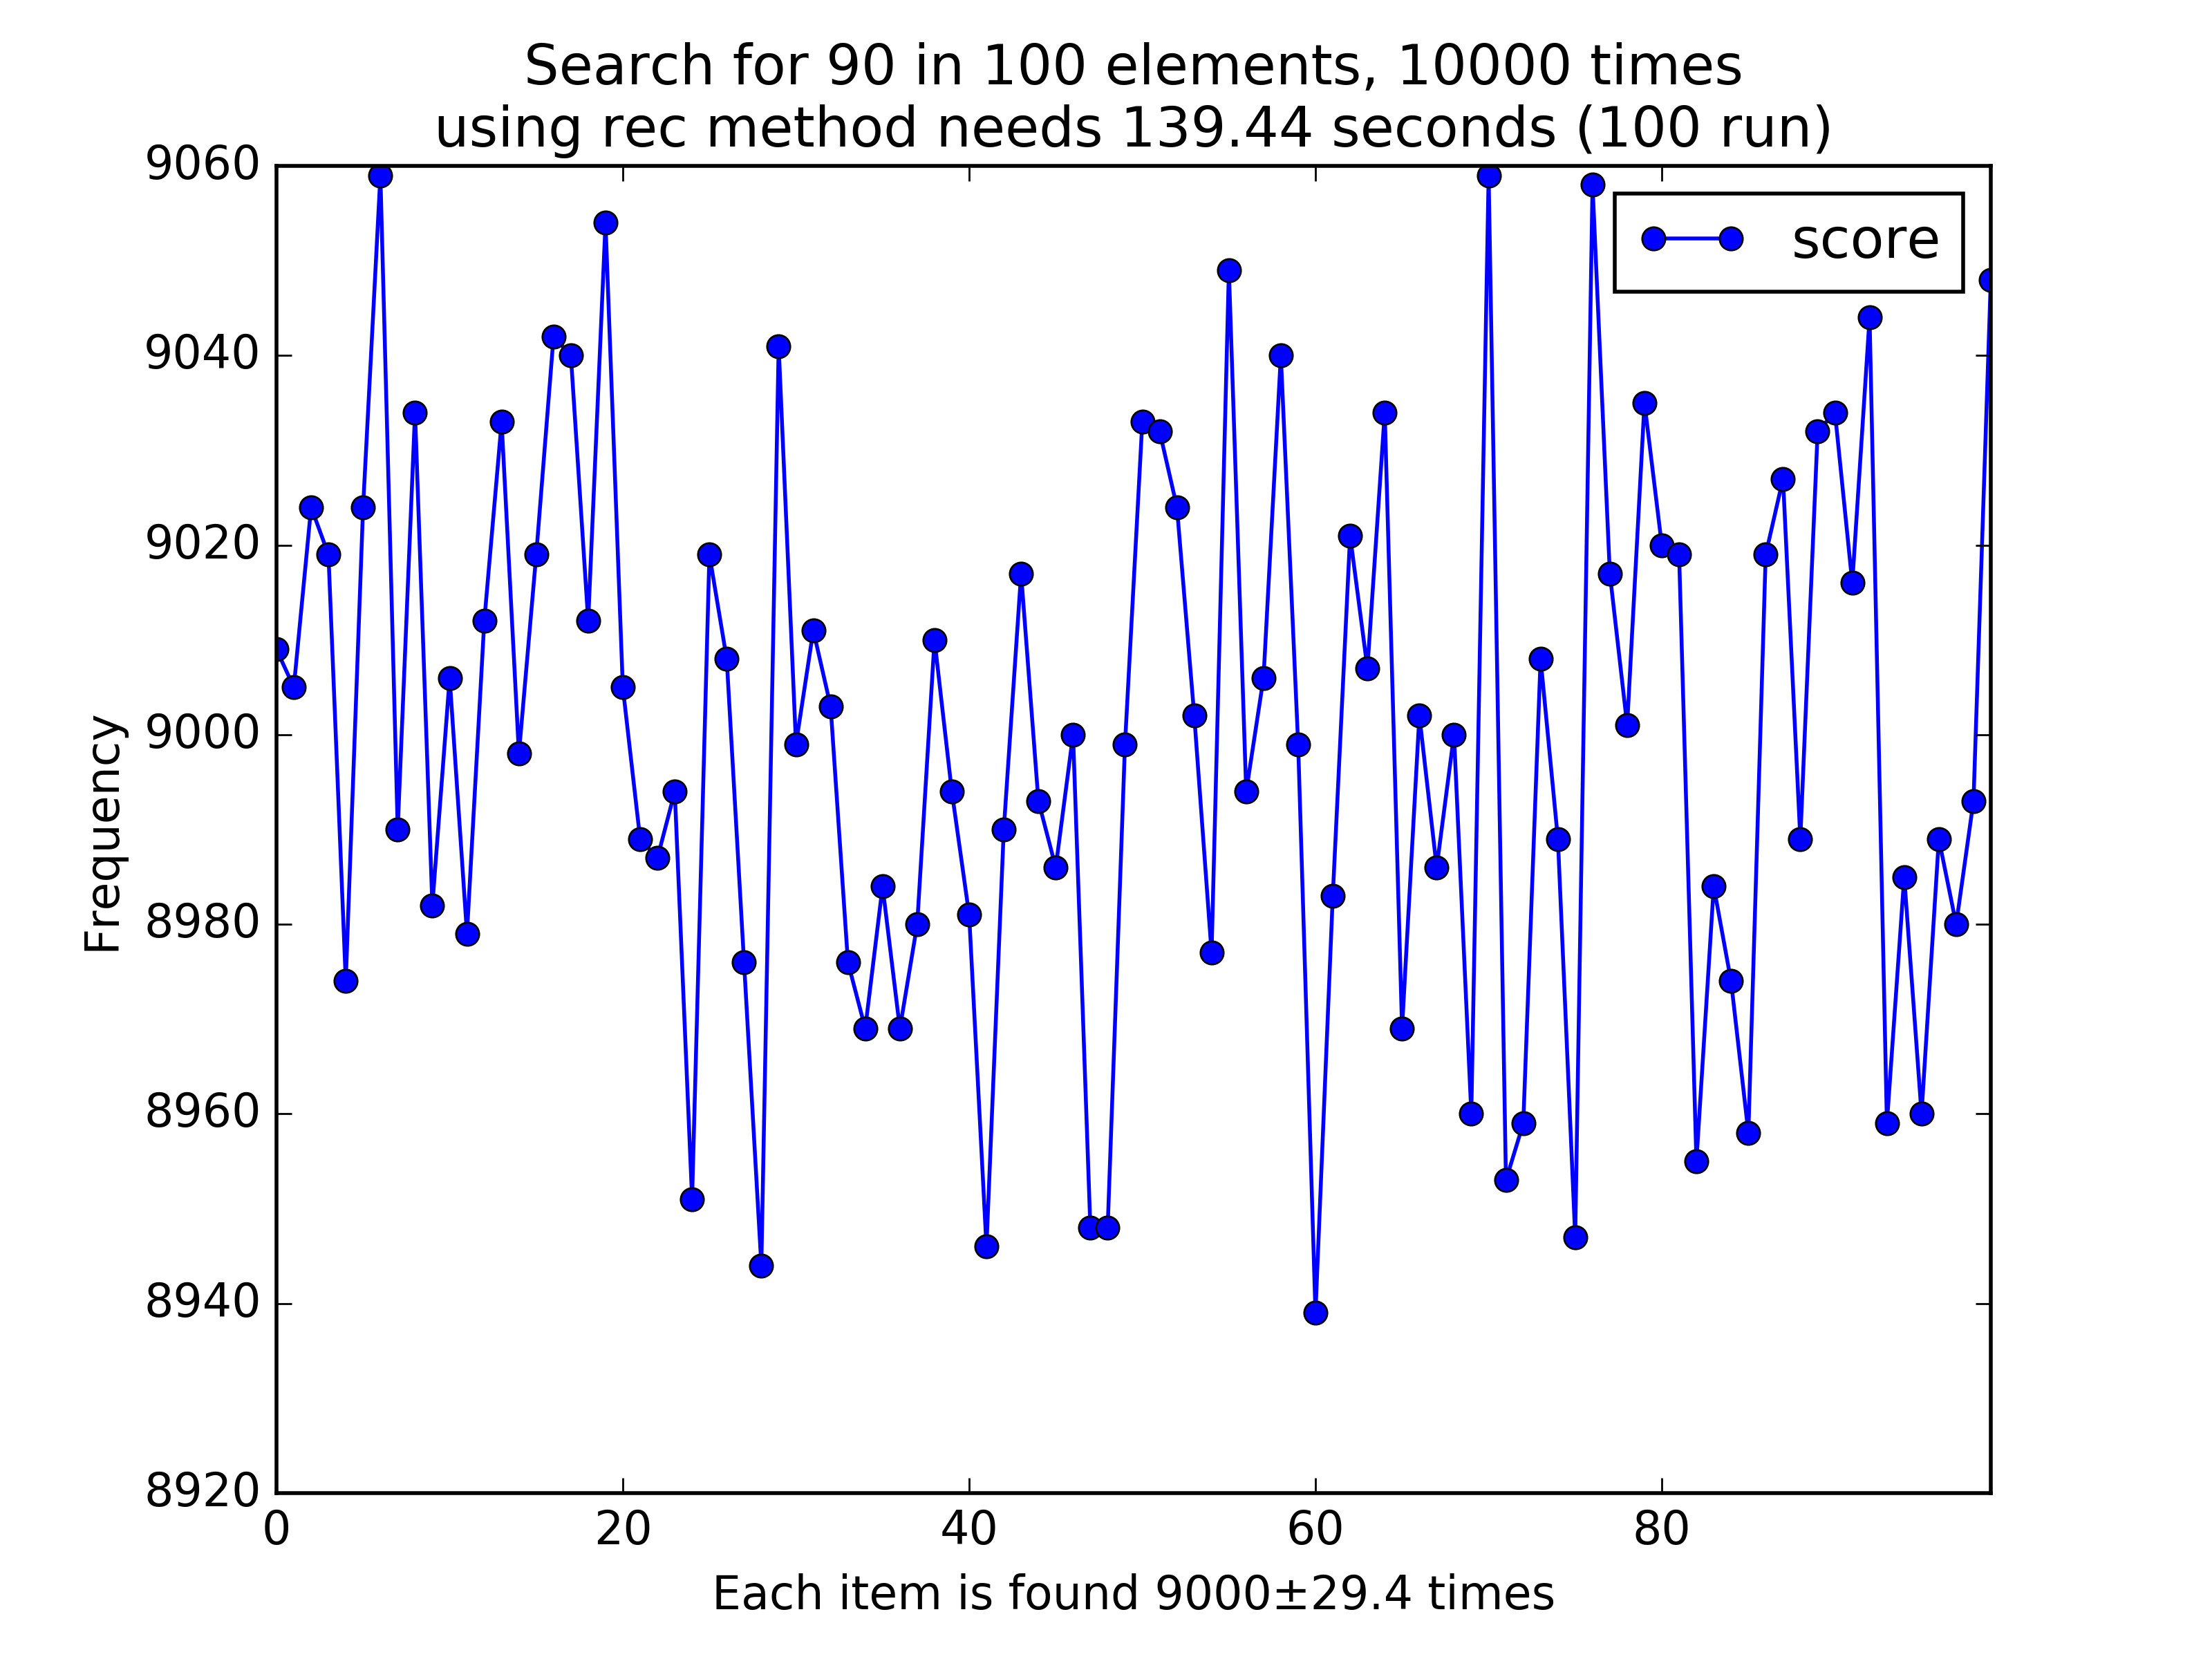 Search for 90 in 100 elements, 10000 times
using rec method needs 139.44 seconds (100 run)
score
Frequency
9060
9040
9020
9000
8980
8960
8940
8920
0 20 40 60 80
Each item is found 9000±29.4 times